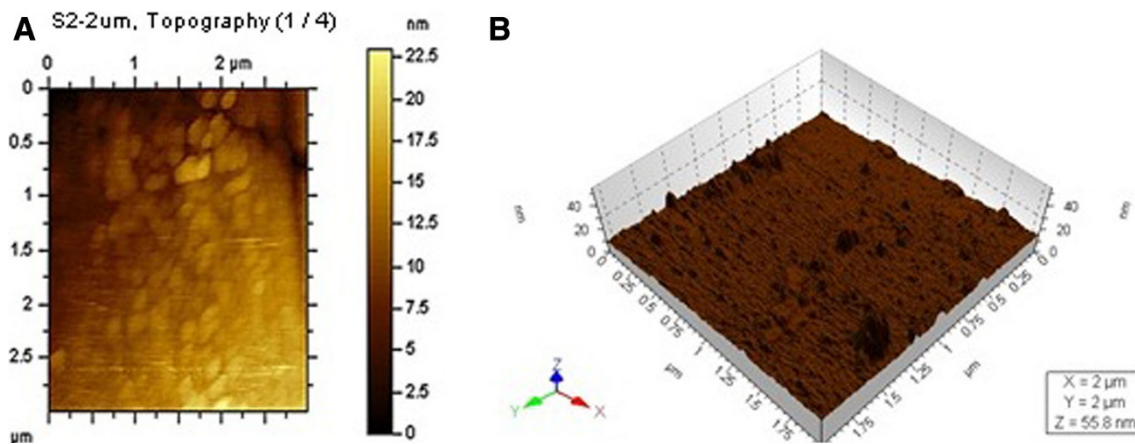 A
S2-2um, Topography (1 / 4)
nm
0 1 2 µm
0
0.5
1
1.5
2
2.5
µm
22.5
20
17.5
15
12.5
10
7.5
5
2.5
0
B
nm
40
20
0
0 0.25 0.5 0.75 1 1.25 1.5 1.75
µm
nm
40
20
0
0 0.25 0.5 0.75 1 1.25 1.5 1.75
µm
Z
Y
X
X = 2 µm
Y = 2 µm
Z = 55.8 nm